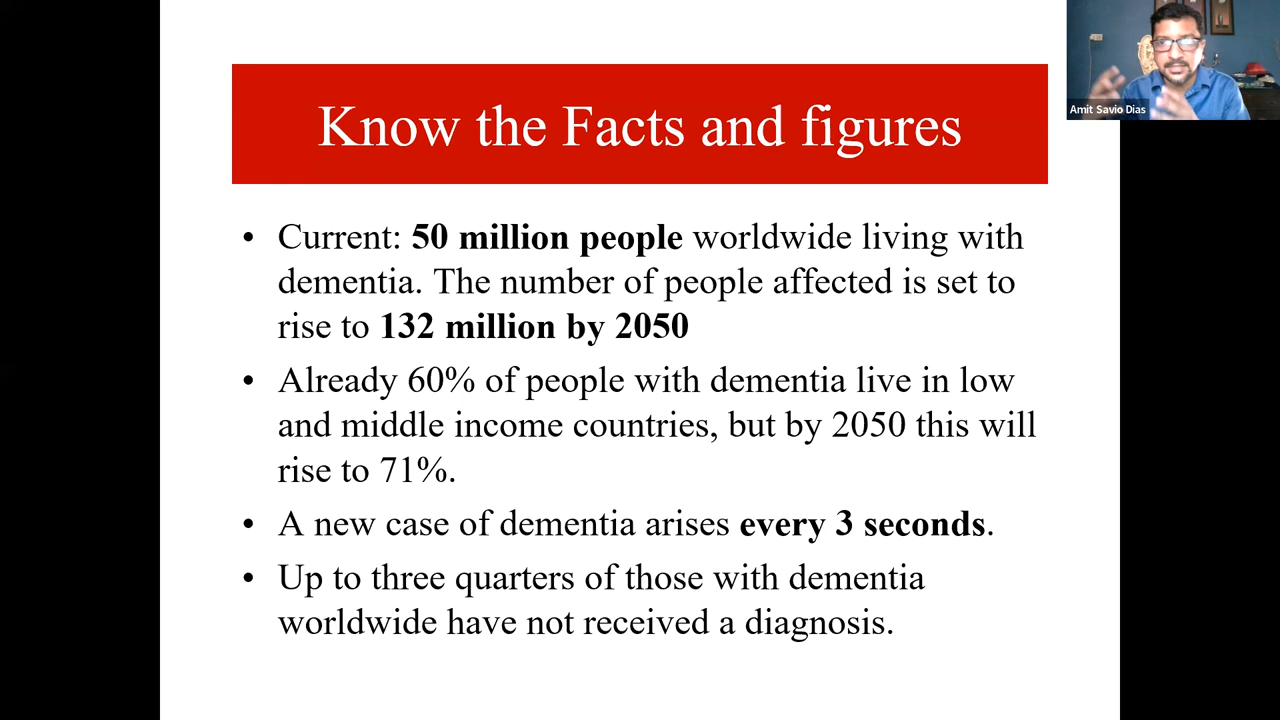 Know the Facts and figures
Amit Savio Dias
• Current: 50 million people worldwide living with
dementia. The number of people affected is set to
rise to 132 million by 2050
• Already 60% of people with dementia live in low
and middle income countries, but by 2050 this will
rise to 71%.
• A new case of dementia arises every 3 seconds.
• Up to three quarters of those with dementia
worldwide have not received a diagnosis.